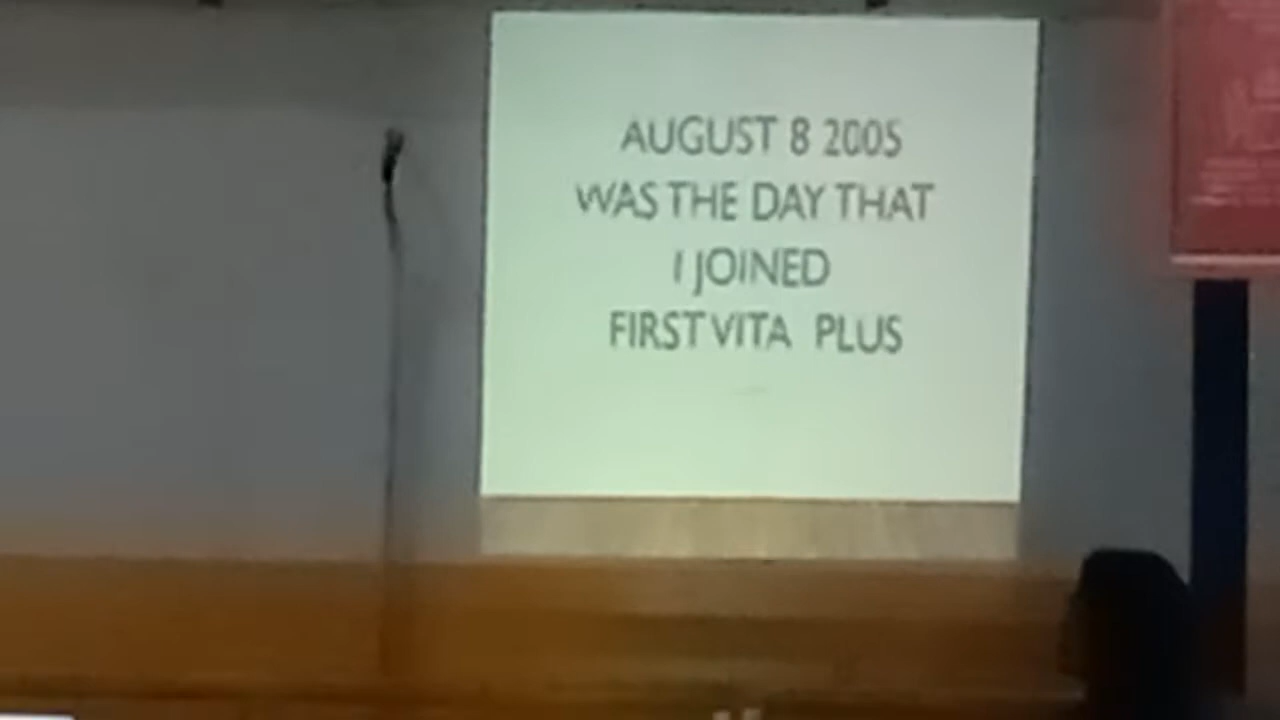 AUGUST 8 2005
WAS THE DAY THAT
I JOINED
FIRST VITA PLUS